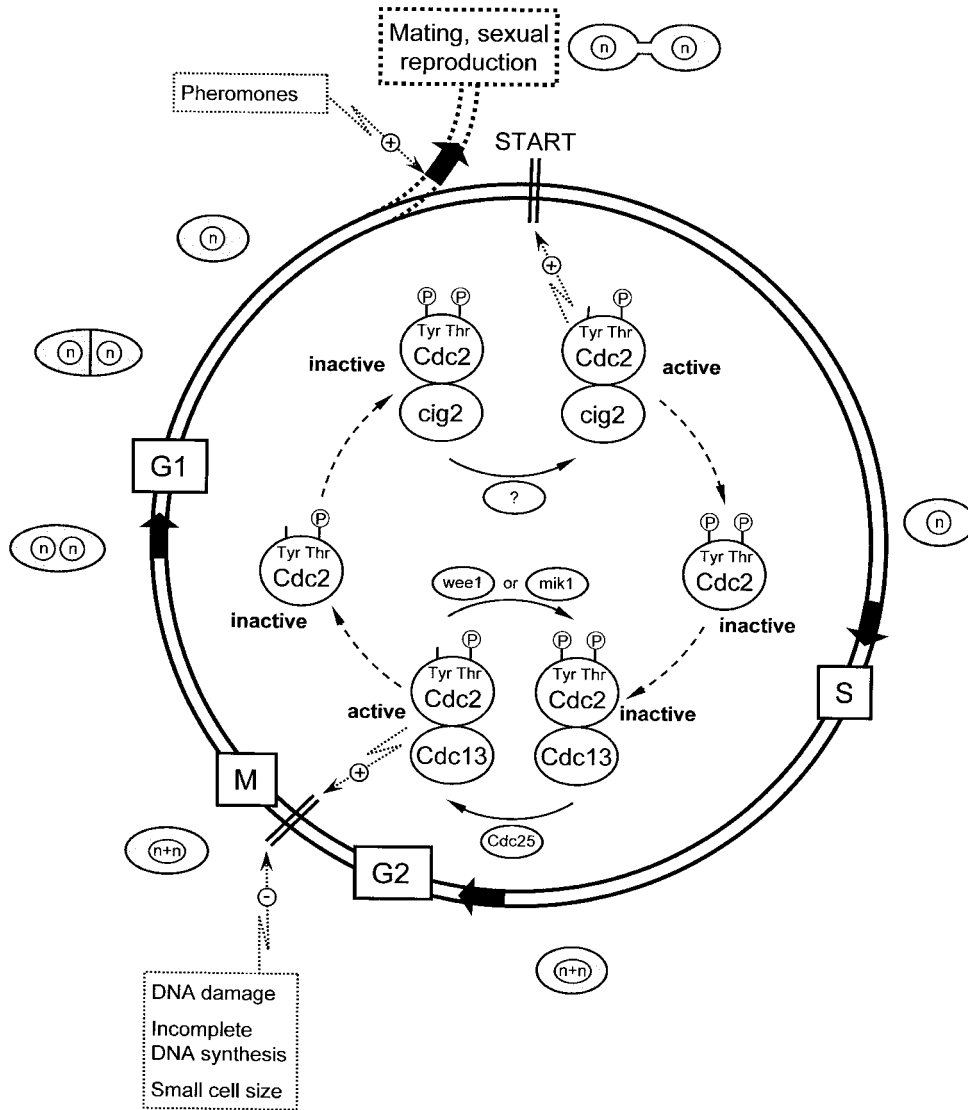 Mating, sexual
reproduction
n
n
Pheromones
+
START
n
+
P P
Tyr Thr
Cdc2
cig2
inactive
P
Tyr Thr
Cdc2
cig2
active
n
n
G1
?
n
n
n
P
Tyr Thr
Cdc2
inactive
P P
Tyr Thr
Cdc2
inactive
wee1 or mik1
P
Tyr Thr
Cdc2
Cdc13
active
P P
Tyr Thr
Cdc2
Cdc13
inactive
S
+
M
Cdc25
n+n
G2
-
n+n
DNA damage
Incomplete
DNA synthesis
Small cell size